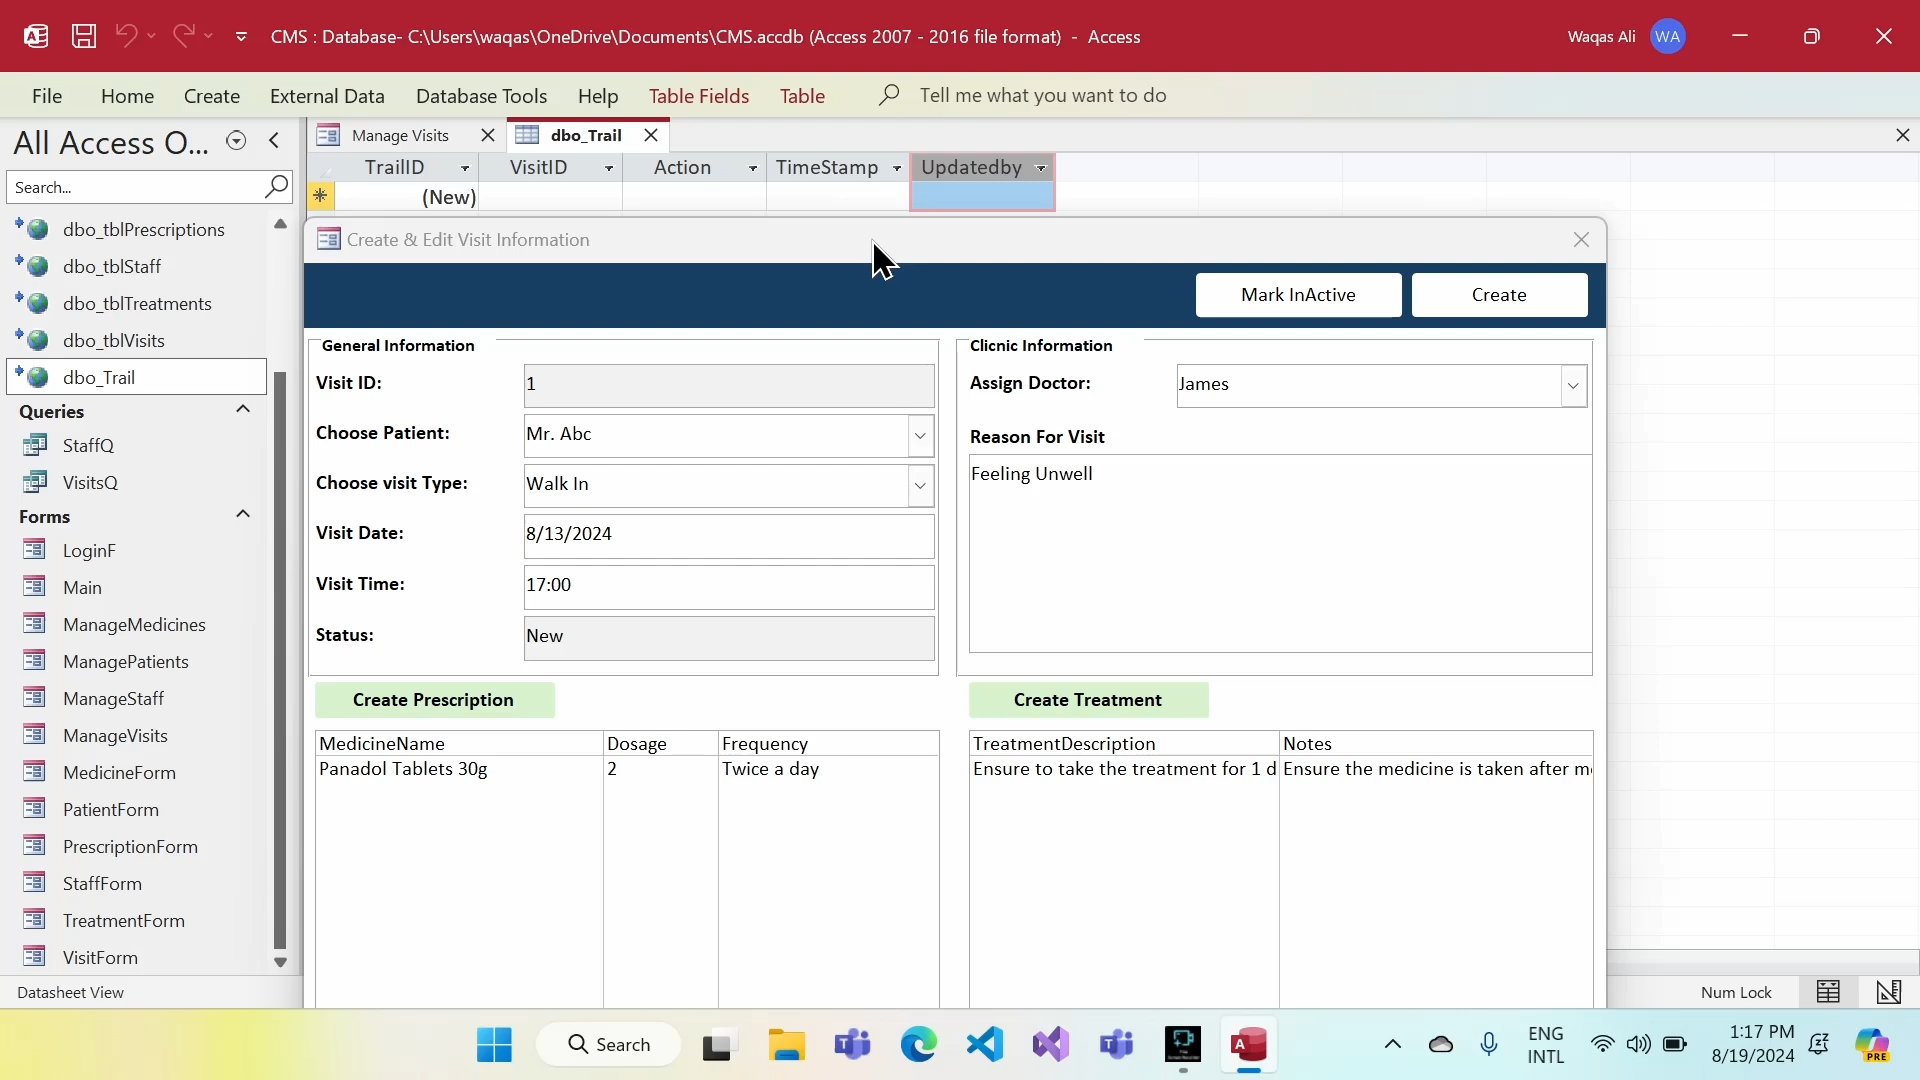 CMS : Database- C:\Users\waqas\OneDrive\Documents\CMS.accdb (Access 2007 - 2016 file format) - Access
Waqas Ali WA
File Home Create External Data Database Tools Help Table Fields Table Tell me what you want to do
All Access O...
Manage Visits dbo_Trail
TrailID VisitID Action TimeStamp Updatedby
Search...
(New)
dbo_tblPrescriptions
dbo_tblStaff
dbo_tblTreatments
dbo_tblVisits
dbo_Trail
Queries
StaffQ
VisitsQ
Forms
LoginF
Main
ManageMedicines
ManagePatients
ManageStaff
ManageVisits
MedicineForm
PatientForm
PrescriptionForm
StaffForm
TreatmentForm
VisitForm
Create & Edit Visit Information
Mark InActive Create
General Information
Visit ID: 1
Choose Patient: Mr. Abc
Choose visit Type: Walk In
Visit Date: 8/13/2024
Visit Time: 17:00
Status: New
Clicnic Information
Assign Doctor: James
Reason For Visit
Feeling Unwell
Create Prescription
MedicineName Dosage Frequency
Panadol Tablets 30g 2 Twice a day
Create Treatment
TreatmentDescription Notes
Ensure to take the treatment for 1 d Ensure the medicine is taken after m
Datasheet View
Num Lock
Search
ENG
INTL
1:17 PM
8/19/2024
PRE